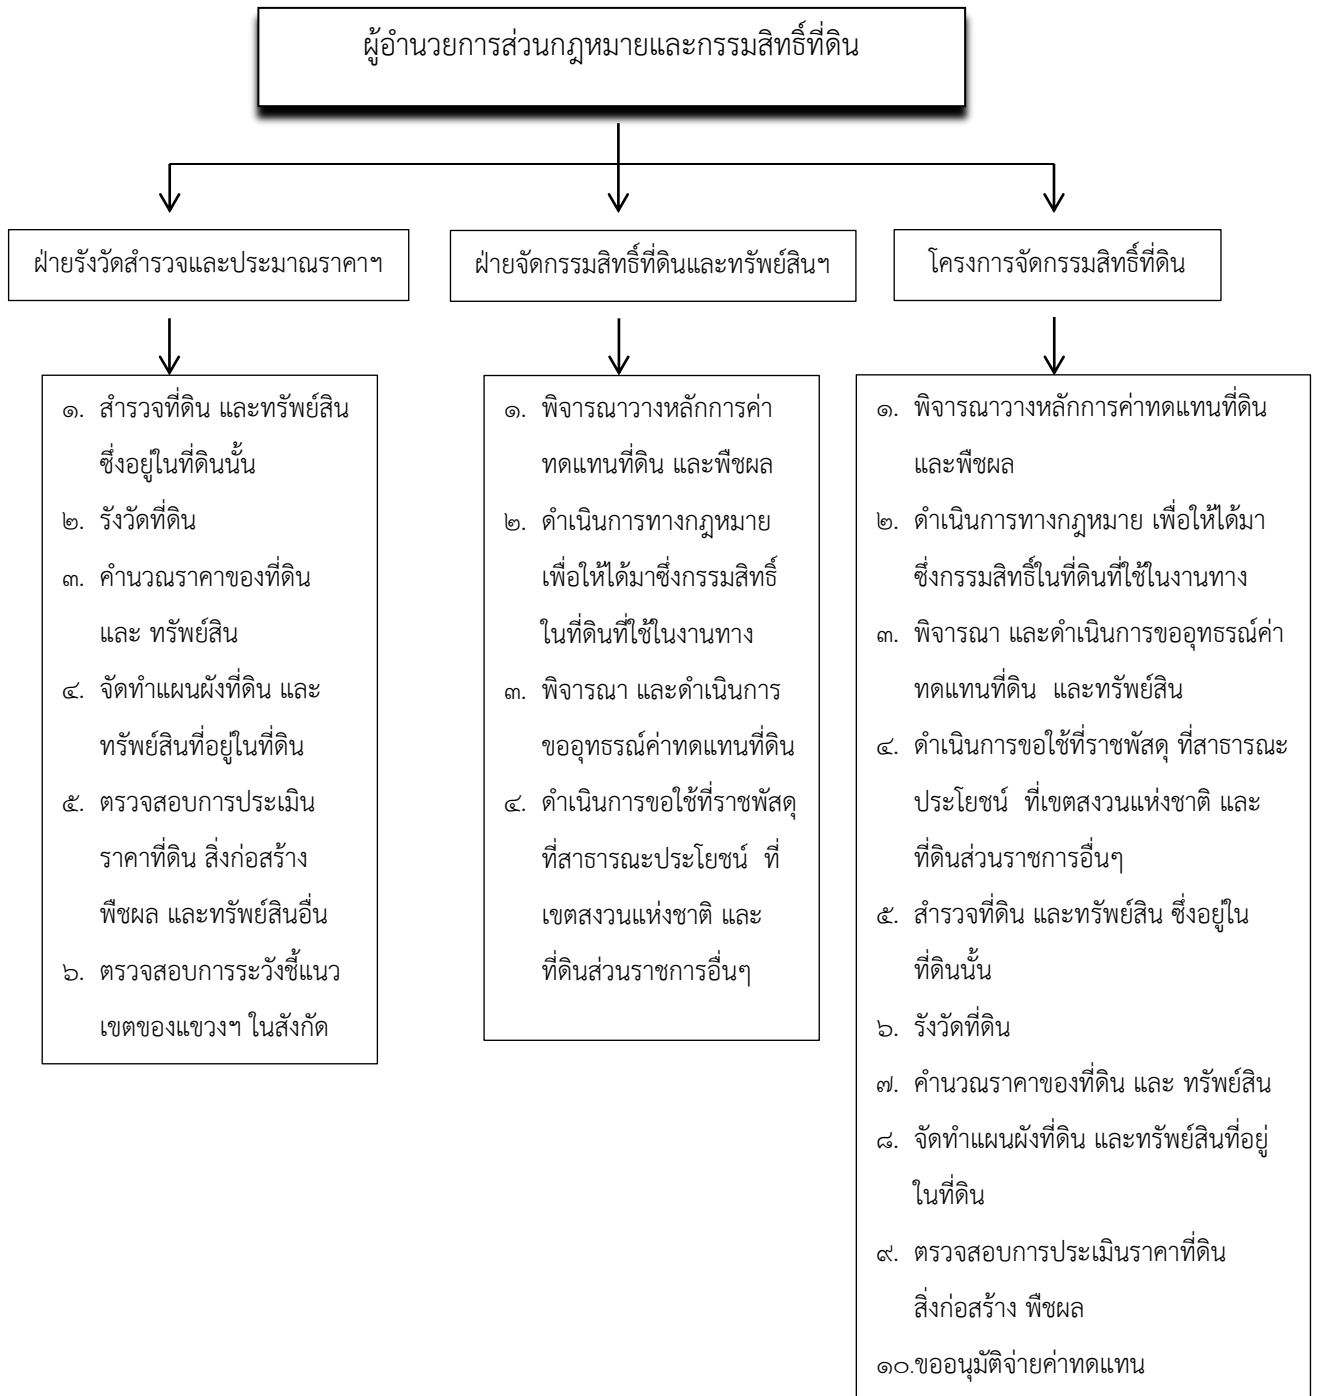 ผู้อำนวยการส่วนกฎหมายและกรรมสิทธิ์ที่ดิน
ฝ่ายรังวัดสำรวจและประมาณราคาฯ
ฝ่ายจัดกรรมสิทธิ์ที่ดินและทรัพย์สินฯ
โครงการจัดกรรมสิทธิ์ที่ดิน
๑. สำรวจที่ดิน และทรัพย์สิน
ซึ่งอยู่ในที่ดินนั้น
๒. รังวัดที่ดิน
๓. คำนวณราคาของที่ดิน
และ ทรัพย์สิน
๔. จัดทำแผนผังที่ดิน และ
ทรัพย์สินที่อยู่ในที่ดิน
๕. ตรวจสอบการประเมิน
ราคาที่ดิน สิ่งก่อสร้าง
พืชผล และทรัพย์สินอื่น
๖. ตรวจสอบการระวังชี้แนว
เขตของแขวงฯ ในสังกัด
๑. พิจารณาวางหลักการค่า
ทดแทนที่ดิน และพืชผล
๒. ดำเนินการทางกฎหมาย
เพื่อให้ได้มาซึ่งกรรมสิทธิ์
ในที่ดินที่ใช้ในงานทาง
๓. พิจารณา และดำเนินการ
ขออุทธรณ์ค่าทดแทนที่ดิน
๔. ดำเนินการขอใช้ที่ราชพัสดุ
ที่สาธารณะประโยชน์ ที่
เขตสงวนแห่งชาติ และ
ที่ดินส่วนราชการอื่นๆ
๑. พิจารณาวางหลักการค่าทดแทนที่ดิน
และพืชผล
๒. ดำเนินการทางกฎหมาย เพื่อให้ได้มา
ซึ่งกรรมสิทธิ์ในที่ดินที่ใช้ในงานทาง
๓. พิจารณา และดำเนินการขออุทธรณ์ค่า
ทดแทนที่ดิน และทรัพย์สิน
๔. ดำเนินการขอใช้ที่ราชพัสดุ ที่สาธารณะ
ประโยชน์ ที่เขตสงวนแห่งชาติ และ
ที่ดินส่วนราชการอื่นๆ
๕. สำรวจที่ดิน และทรัพย์สิน ซึ่งอยู่ใน
ที่ดินนั้น
๖. รังวัดที่ดิน
๗. คำนวณราคาของที่ดิน และ ทรัพย์สิน
๘. จัดทำแผนผังที่ดิน และทรัพย์สินที่อยู่
ในที่ดิน
๙. ตรวจสอบการประเมินราคาที่ดิน
สิ่งก่อสร้าง พืชผล
๑๐.ขออนุมัติจ่ายค่าทดแทน